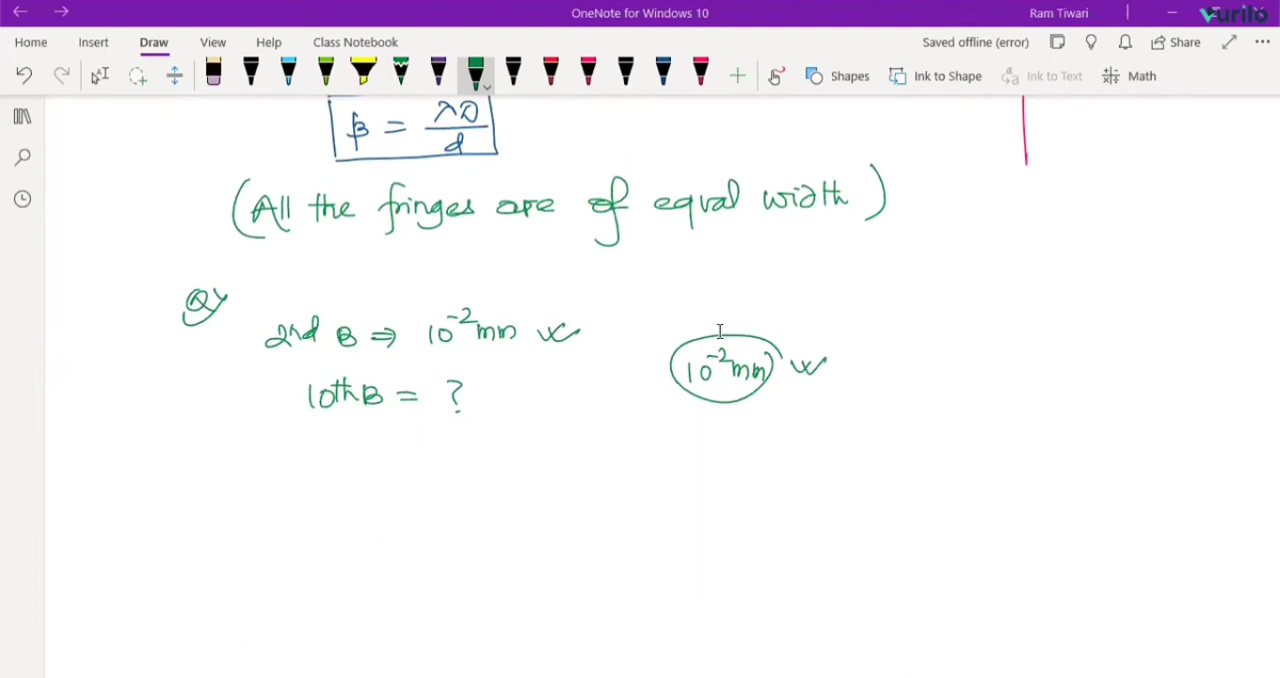 OneNote for Windows 10
Ram Tiwari
vurilo
Home Insert Draw View Help Class Notebook
Saved offline (error)
Share
Shapes
Ink to Shape
Ink to Text
Math
β = λD/d
(All the fringes are of equal width)
Q
2nd B ⇒ 10⁻² mm
10⁻² mm
10th B = ?